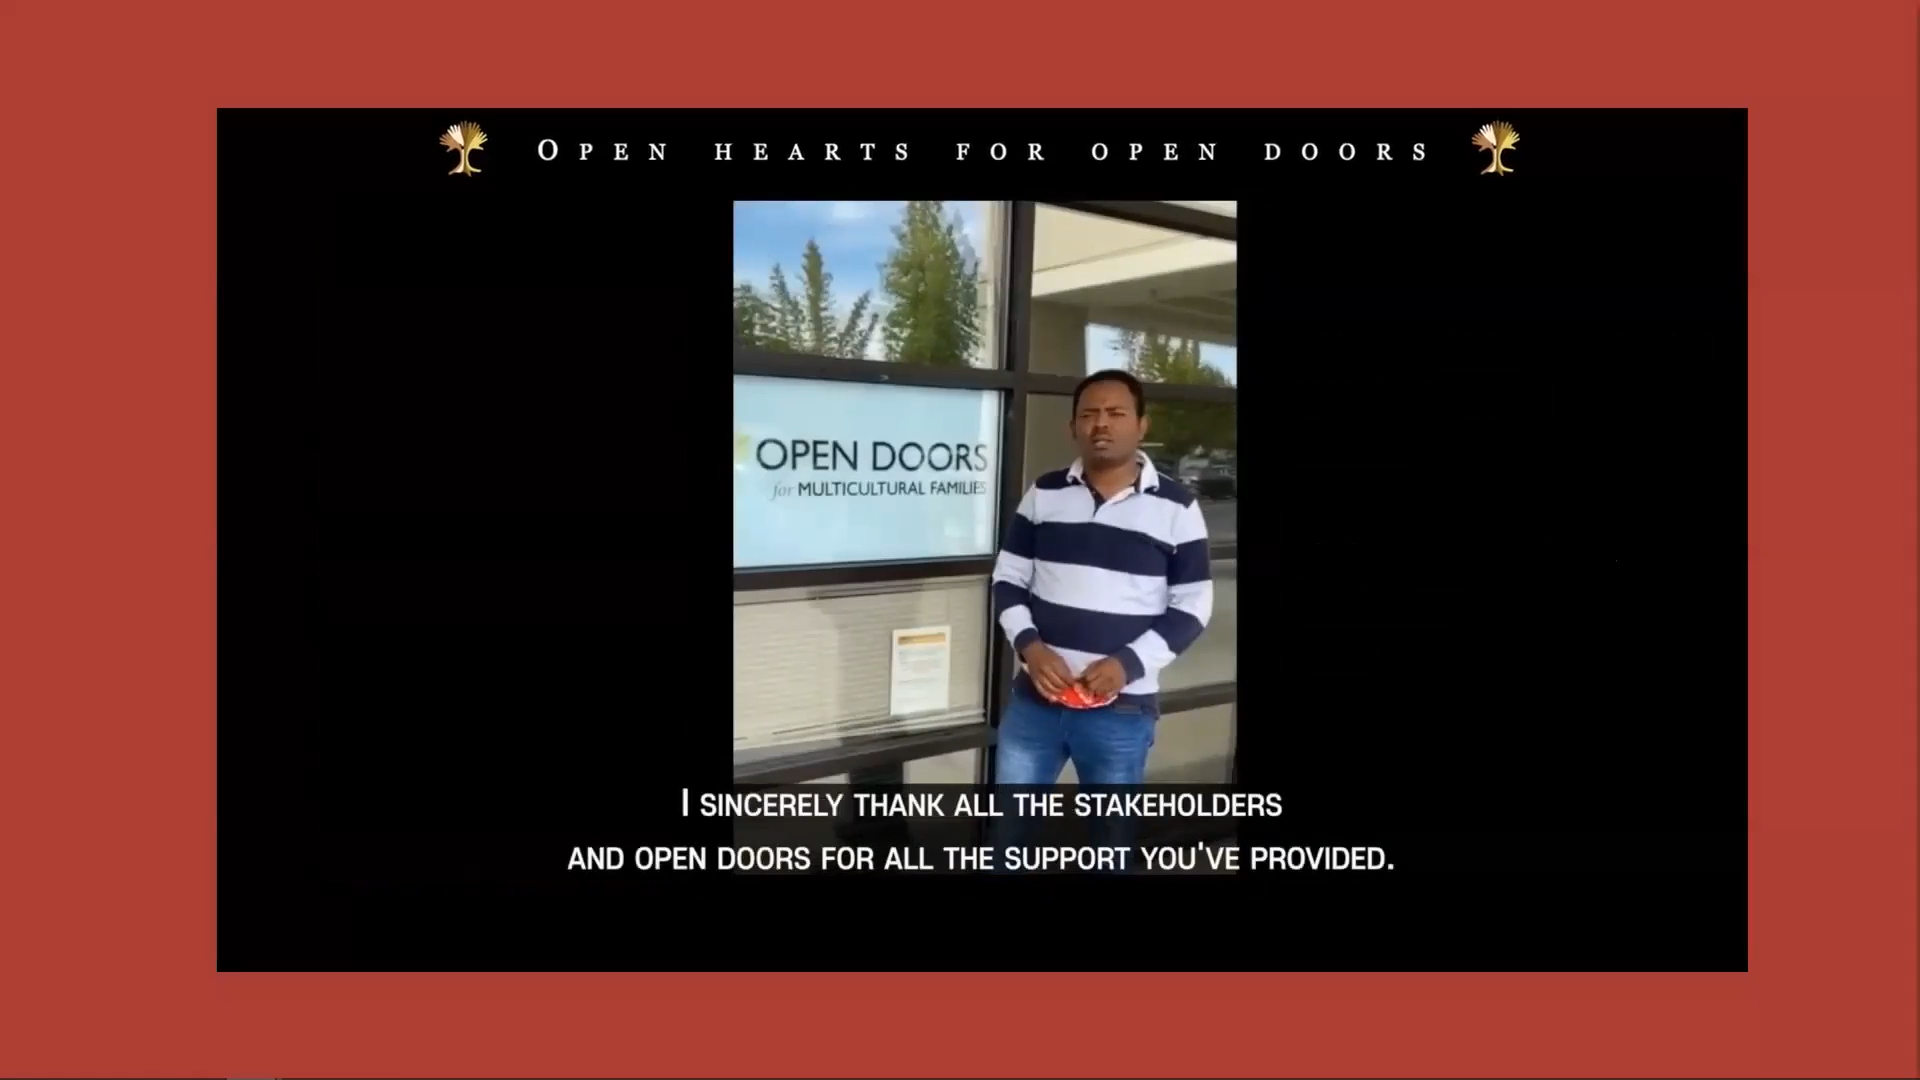 OPEN HEARTS FOR OPEN DOORS
OPEN DOORS
for MULTICULTURAL FAMILIES
I SINCERELY THANK ALL THE STAKEHOLDERS
AND OPEN DOORS FOR ALL THE SUPPORT YOU'VE PROVIDED.